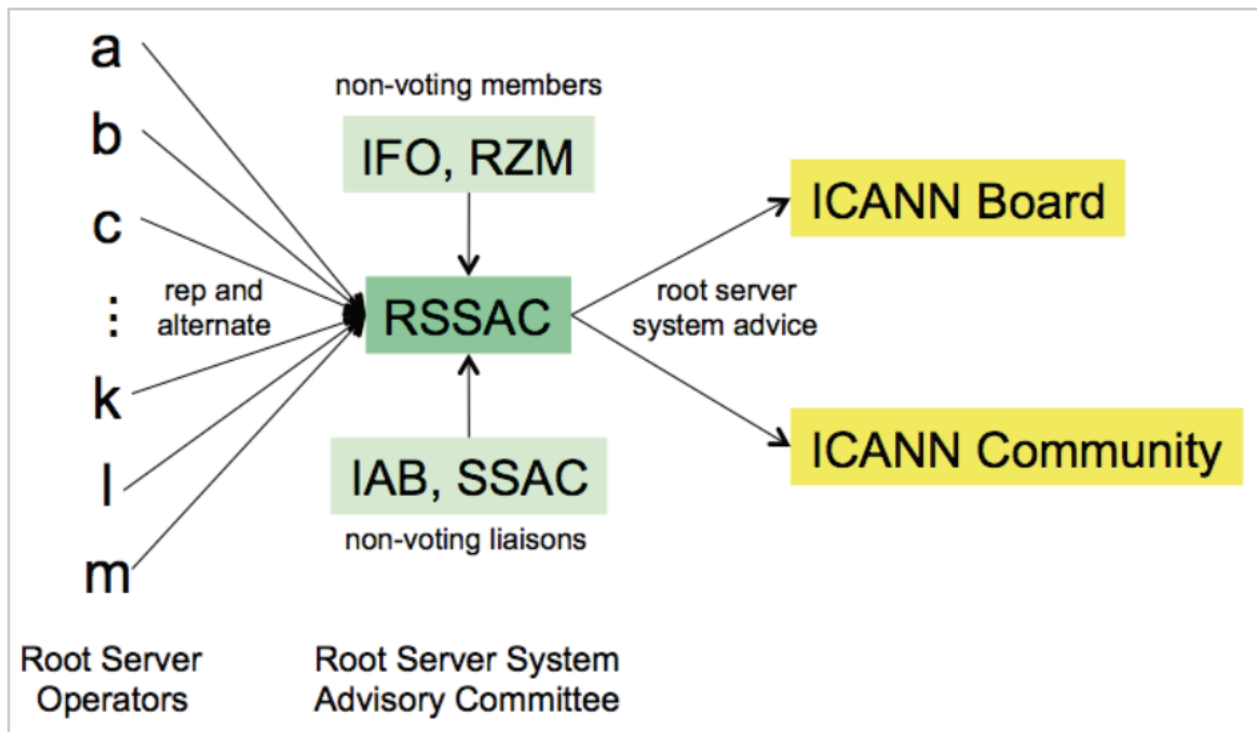 a
b
c
⋮
k
l
m
rep and
alternate
Root Server
Operators
non-voting members
IFO, RZM
RSSAC
IAB, SSAC
non-voting liaisons
Root Server System
Advisory Committee
root server
system advice
ICANN Board
ICANN Community